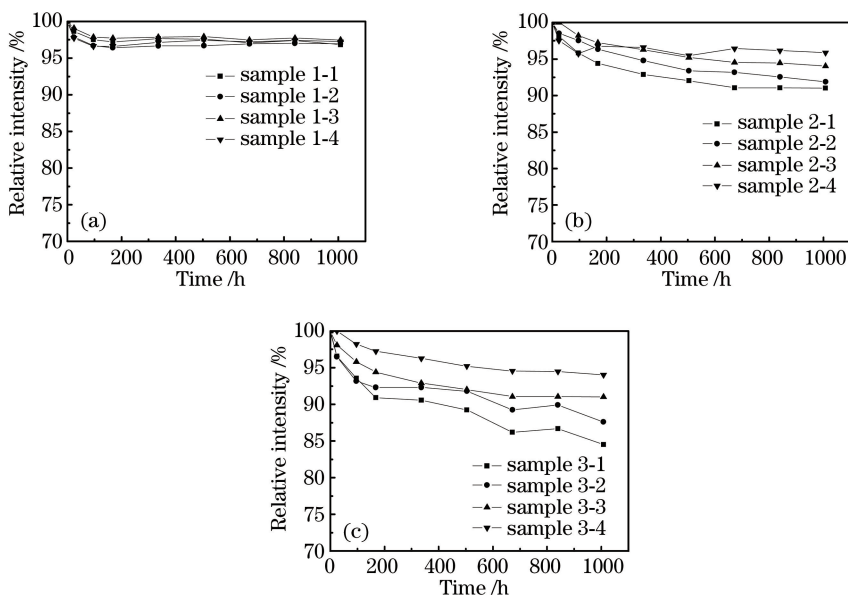 100
95
90
85
80
75
70
Relative intensity /%
sample 1-1
sample 1-2
sample 1-3
sample 1-4
(a)
0 200 400 600 800 1000
Time /h
100
95
90
85
80
75
70
Relative intensity /%
sample 2-1
sample 2-2
sample 2-3
sample 2-4
(b)
0 200 400 600 800 1000
Time /h
100
95
90
85
80
75
70
Relative intensity /%
sample 3-1
sample 3-2
sample 3-3
sample 3-4
(c)
0 200 400 600 800 1000
Time /h